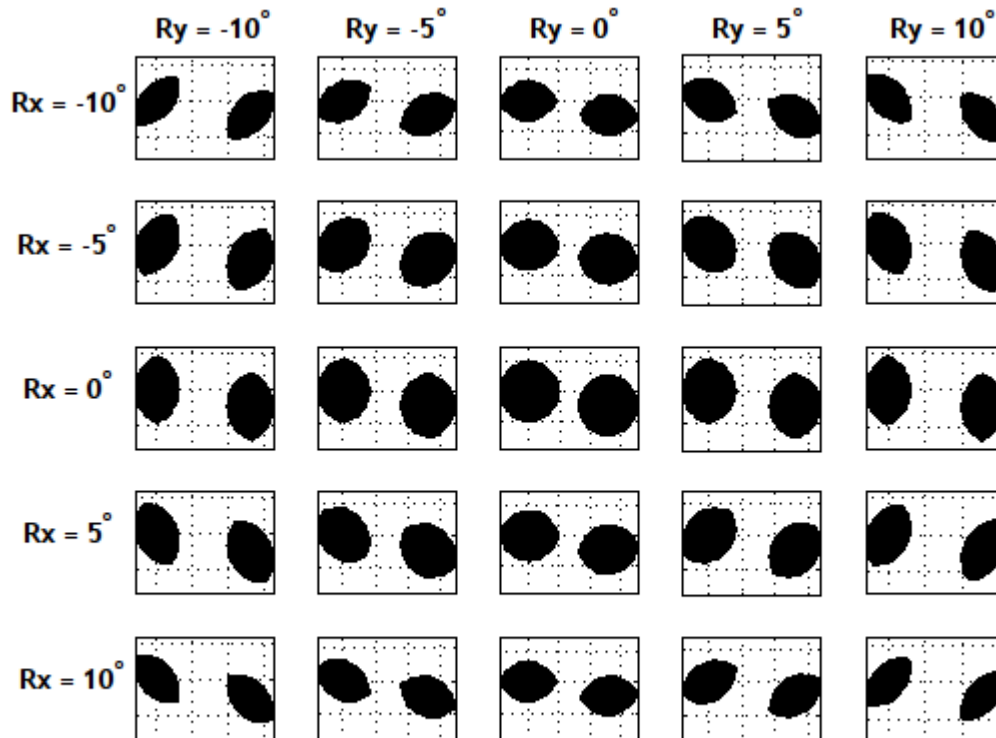 Ry = -10° Ry = -5° Ry = 0° Ry = 5° Ry = 10°
Rx = -10°
Rx = -5°
Rx = 0°
Rx = 5°
Rx = 10°